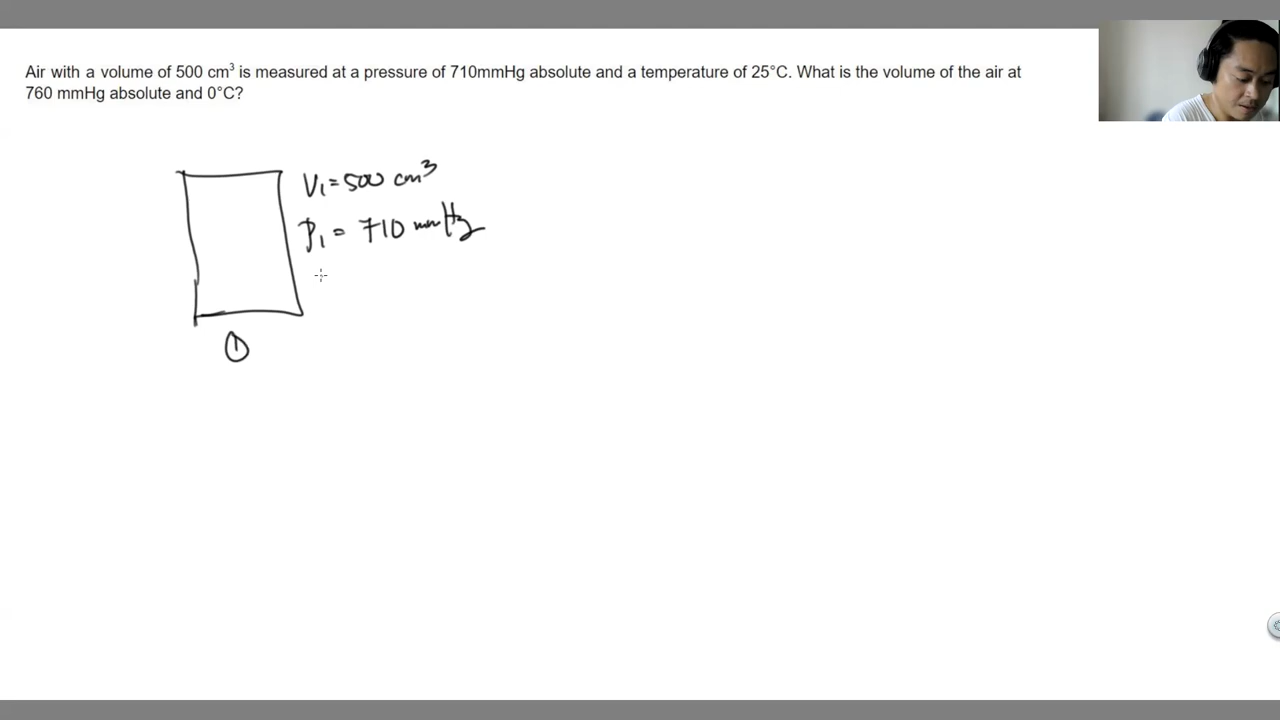 Air with a volume of 500 cm³ is measured at a pressure of 710mmHg absolute and a temperature of 25°C. What is the volume of the air at
760 mmHg absolute and 0°C?
V₁ = 500 cm³
P₁ = 710 mmHg
①